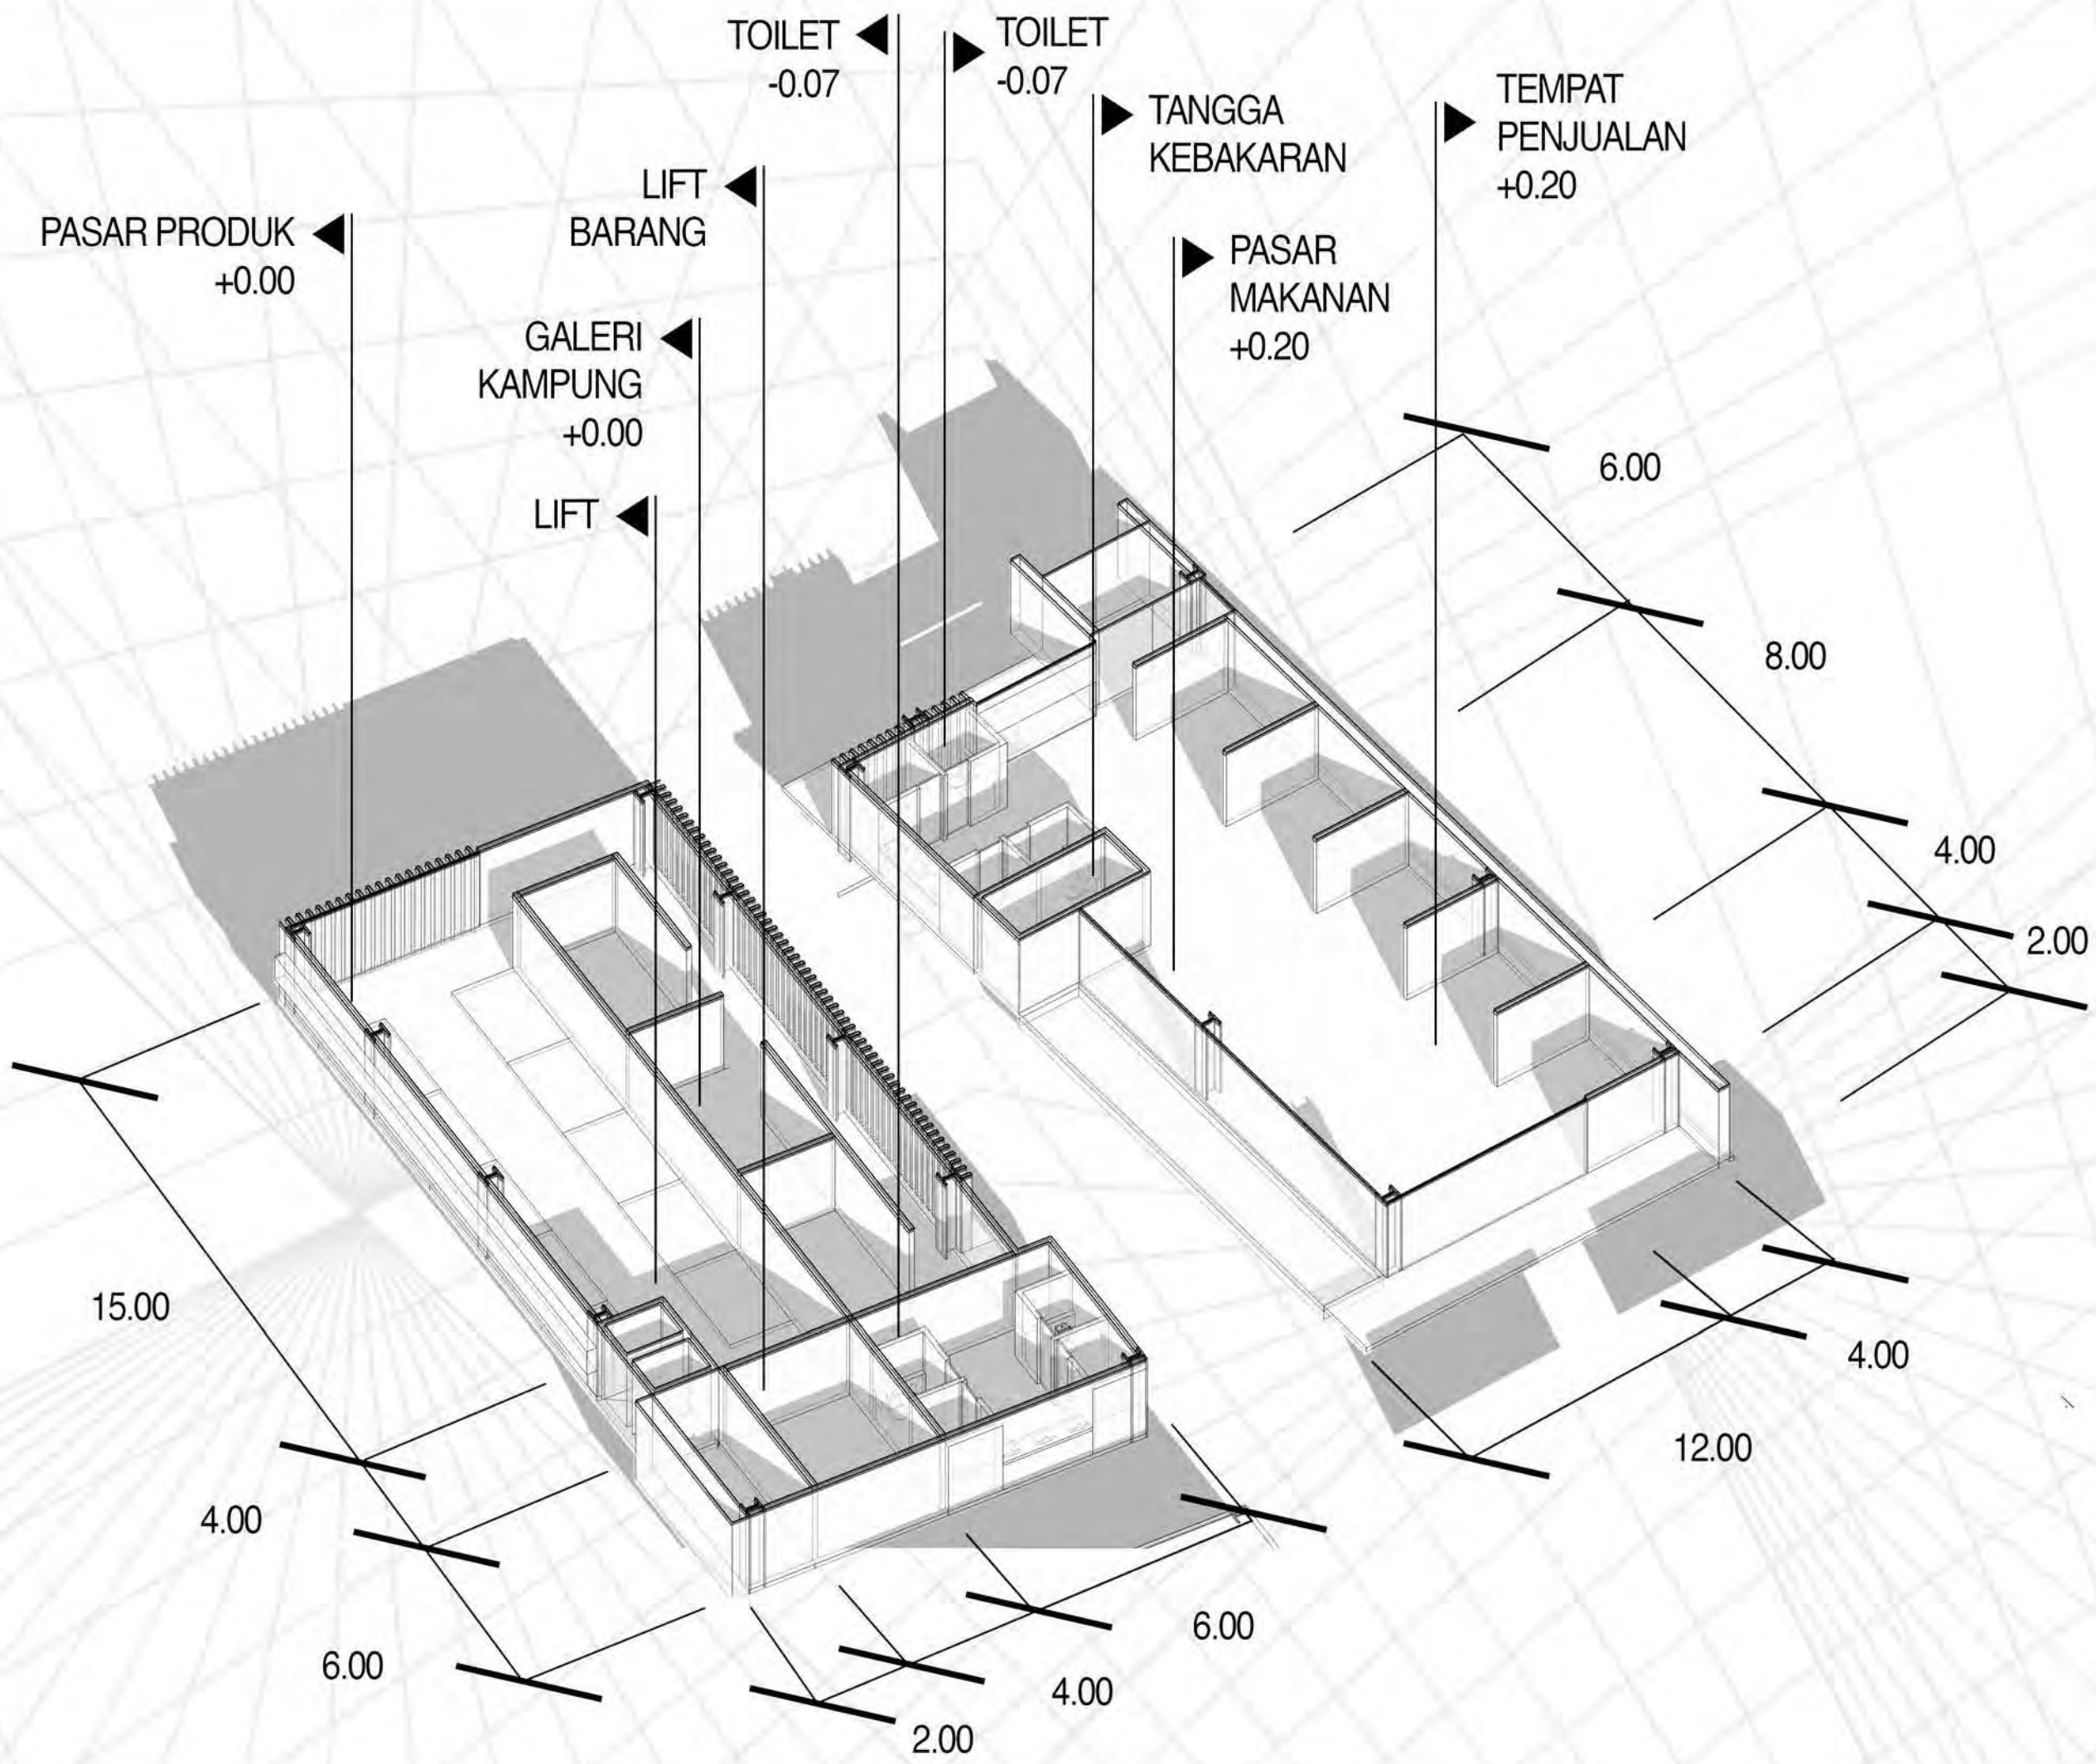 TOILET
-0.07
TOILET
-0.07
TANGGA
KEBAKARAN
TEMPAT
PENJUALAN
+0.20
LIFT
BARANG
PASAR PRODUK
+0.00
PASAR
MAKANAN
+0.20
GALERI
KAMPUNG
+0.00
LIFT
6.00
8.00
4.00
2.00
15.00
4.00
6.00
2.00
4.00
6.00
12.00
4.00